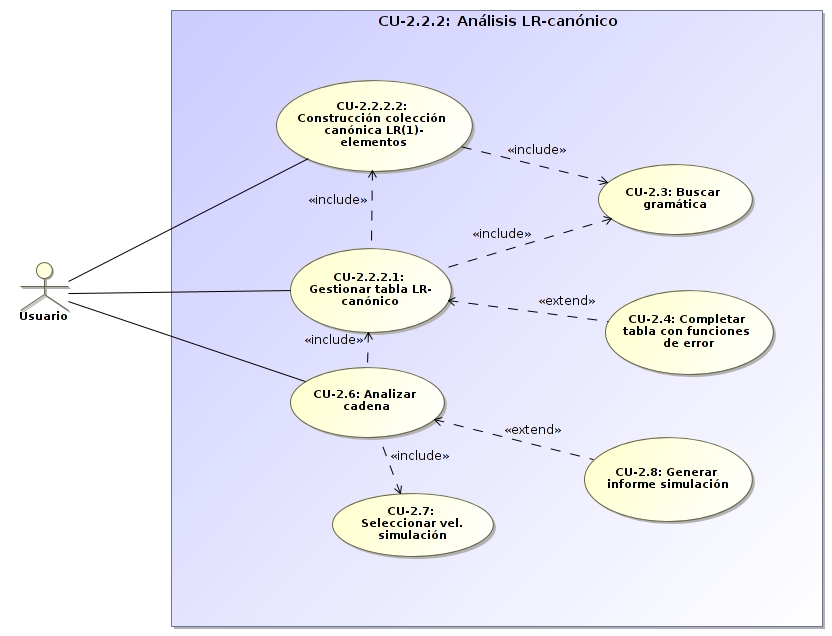 CU-2.2.2: Análisis LR-canónico
CU-2.2.2.2:
Construcción colección
canónica LR(1)-
elementos
«include»
CU-2.3: Buscar
gramática
«include»
«include»
CU-2.2.2.1:
Gestionar tabla LR-
canónico
«extend»
Usuario
CU-2.4: Completar
tabla con funciones
de error
«include»
CU-2.6: Analizar
cadena
«extend»
«include»
CU-2.8: Generar
informe simulación
CU-2.7:
Seleccionar vel.
simulación